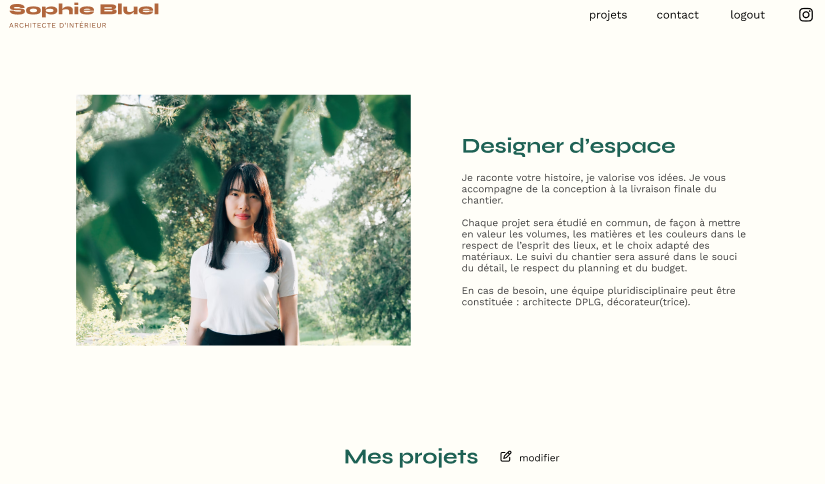 Sophie Bluel
ARCHITECTE D'INTÉRIEUR
projets contact logout
Designer d'espace
Je raconte votre histoire, je valorise vos idées. Je vous
accompagne de la conception à la livraison finale du
chantier.
Chaque projet sera étudié en commun, de façon à mettre
en valeur les volumes, les matières et les couleurs dans le
respect de l'esprit des lieux, et le choix adapté des
matériaux. Le suivi du chantier sera assuré dans le souci
du détail, le respect du planning et du budget.
En cas de besoin, une équipe pluridisciplinaire peut être
constituée : architecte DPLG, décorateur(trice).
Mes projets modifier